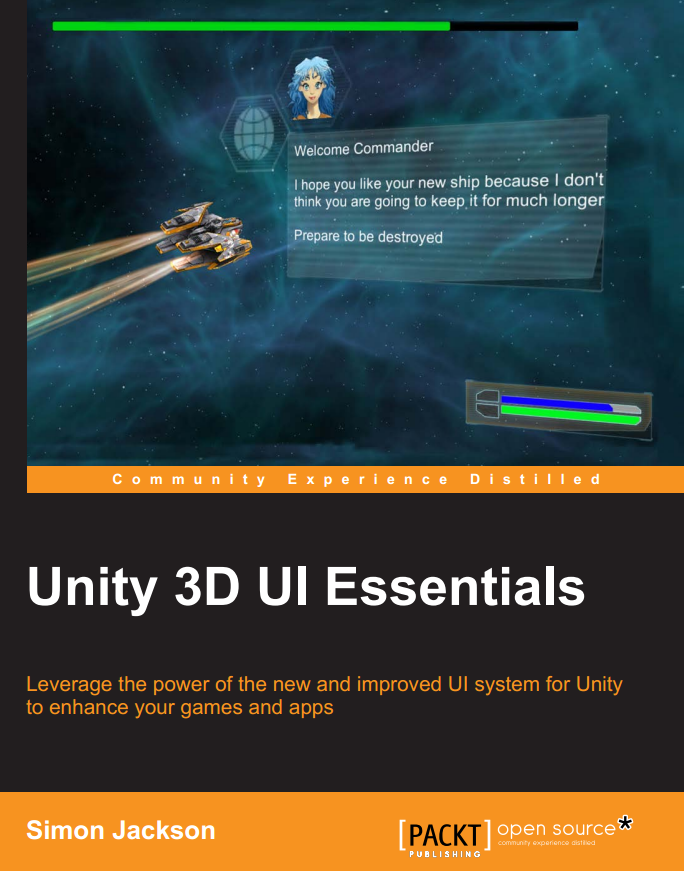 Welcome Commander
I hope you like your new ship because I don't
think you are going to keep it for much longer
Prepare to be destroyed
Community Experience Distilled
Unity 3D UI Essentials
Leverage the power of the new and improved UI system for Unity
to enhance your games and apps
Simon Jackson
[PACKT] open source*
PUBLISHING community experience distilled